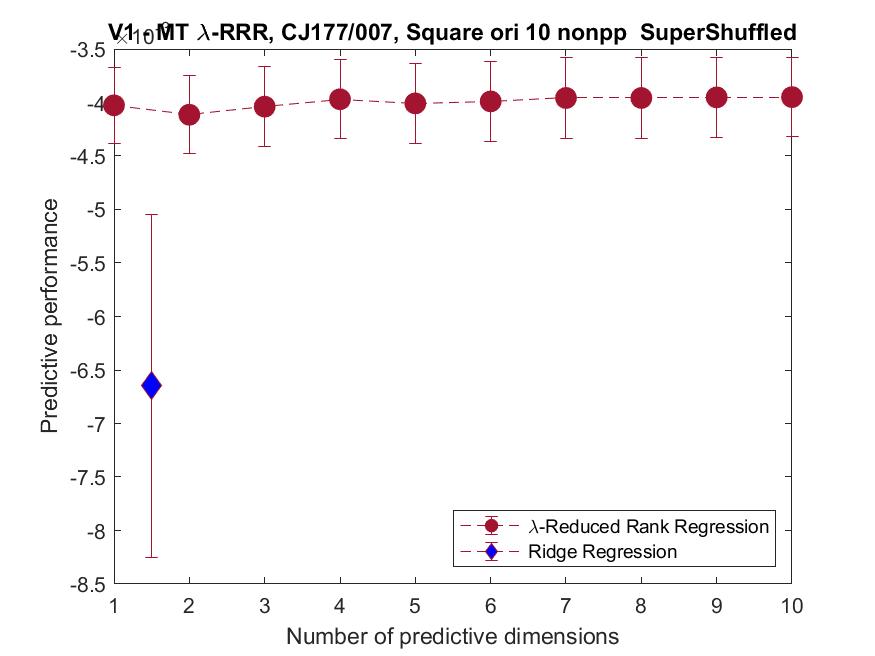 V1 - MT λ-RRR, CJ177/007, Square ori 10 nonpp  SuperShuffled
-3.5
-4
-4.5
-5
-5.5
-6
-6.5
-7
-7.5
-8
-8.5
Predictive performance
λ-Reduced Rank Regression
Ridge Regression
1 2 3 4 5 6 7 8 9 10
Number of predictive dimensions